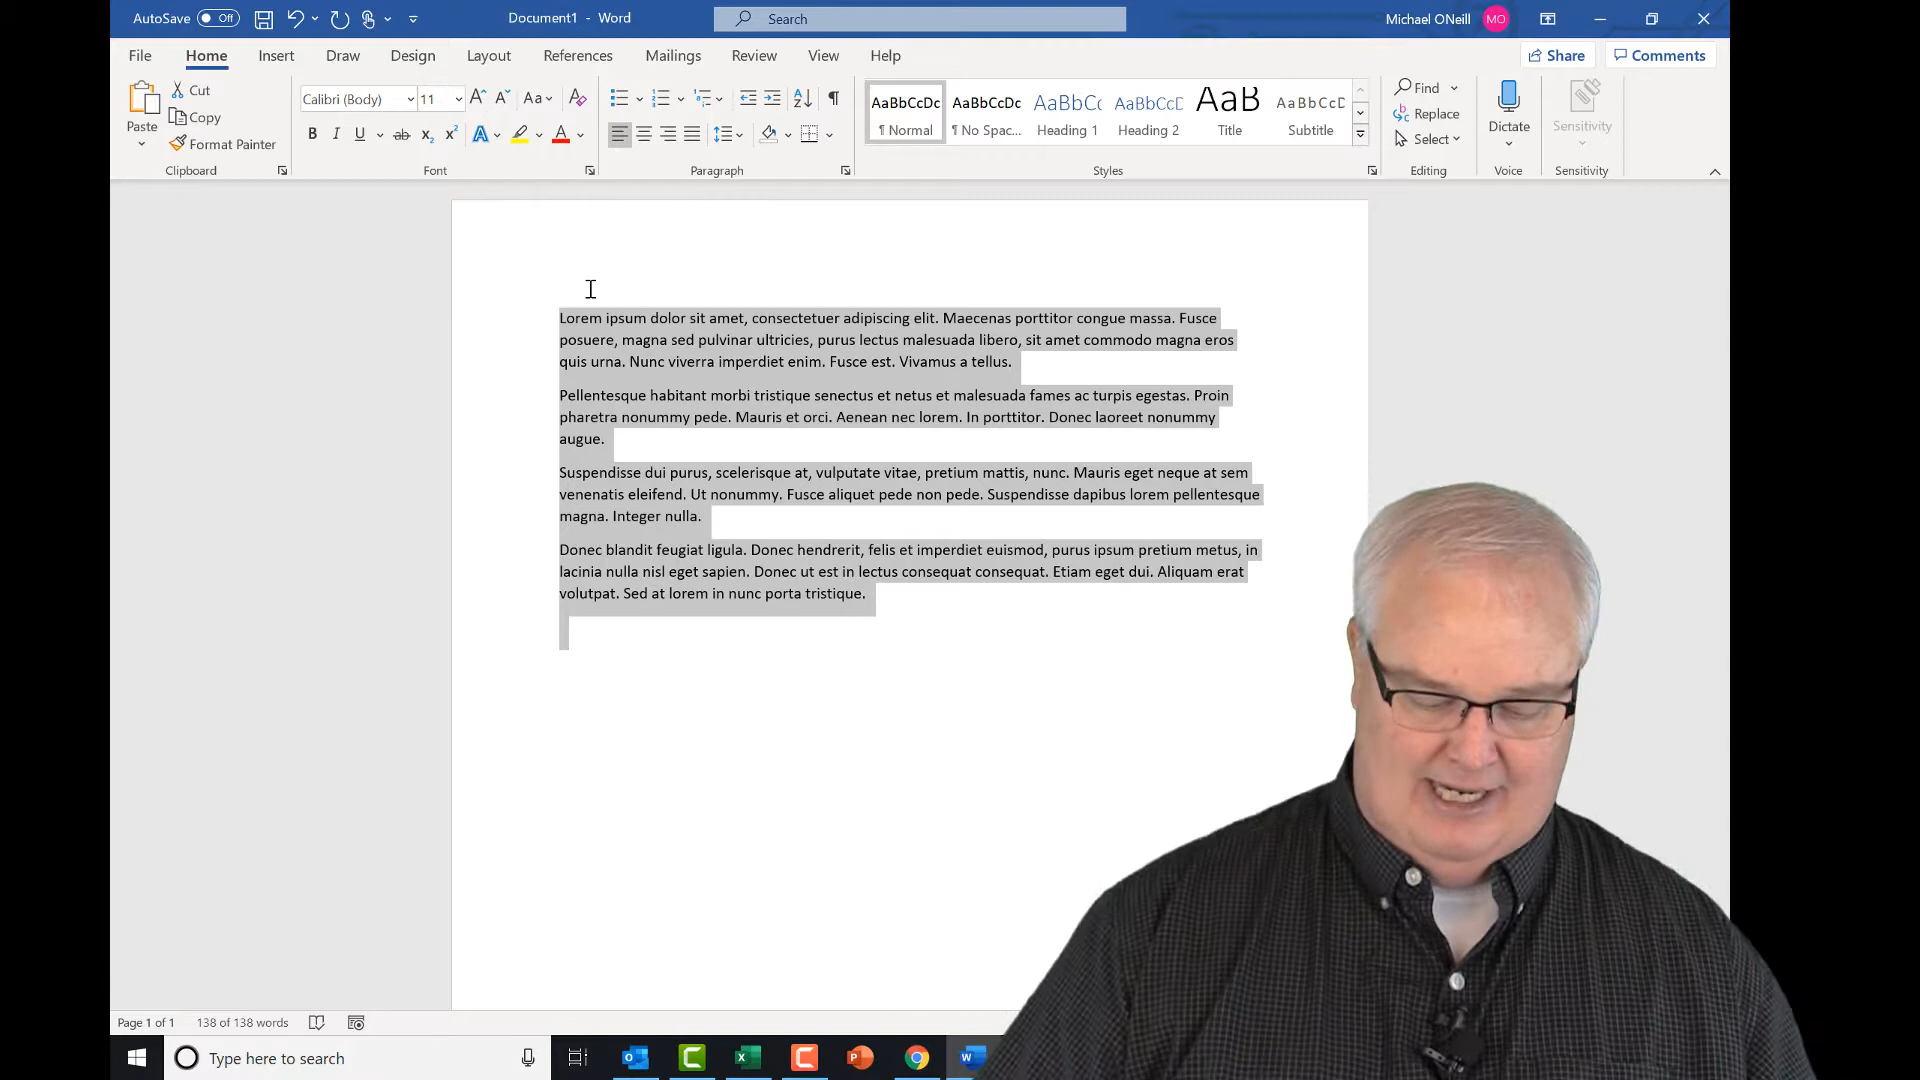 AutoSave Off Document1 - Word Search Michael ONeill MO
File Home Insert Draw Design Layout References Mailings Review View Help Share Comments
Paste
Cut
Copy
Format Painter
Clipboard
Calibri (Body) 11 A A Aa A
B I U ab x₂ x² A A
Font
¶
Paragraph
AaBbCcDc AaBbCcDc AaBbCc AaBbCcD AaB AaBbCcD
¶ Normal ¶ No Spac... Heading 1 Heading 2 Title Subtitle
Styles
Find
Replace
Select
Editing
Dictate
Voice
Sensitivity
Sensitivity
Lorem ipsum dolor sit amet, consectetuer adipiscing elit. Maecenas porttitor congue massa. Fusce
posuere, magna sed pulvinar ultricies, purus lectus malesuada libero, sit amet commodo magna eros
quis urna. Nunc viverra imperdiet enim. Fusce est. Vivamus a tellus.
Pellentesque habitant morbi tristique senectus et netus et malesuada fames ac turpis egestas. Proin
pharetra nonummy pede. Mauris et orci. Aenean nec lorem. In porttitor. Donec laoreet nonummy
augue.
Suspendisse dui purus, scelerisque at, vulputate vitae, pretium mattis, nunc. Mauris eget neque at sem
venenatis eleifend. Ut nonummy. Fusce aliquet pede non pede. Suspendisse dapibus lorem pellentesque
magna. Integer nulla.
Donec blandit feugiat ligula. Donec hendrerit, felis et imperdiet euismod, purus ipsum pretium metus, in
lacinia nulla nisl eget sapien. Donec ut est in lectus consequat consequat. Etiam eget dui. Aliquam erat
volutpat. Sed at lorem in nunc porta tristique.
Page 1 of 1 138 of 138 words
Type here to search